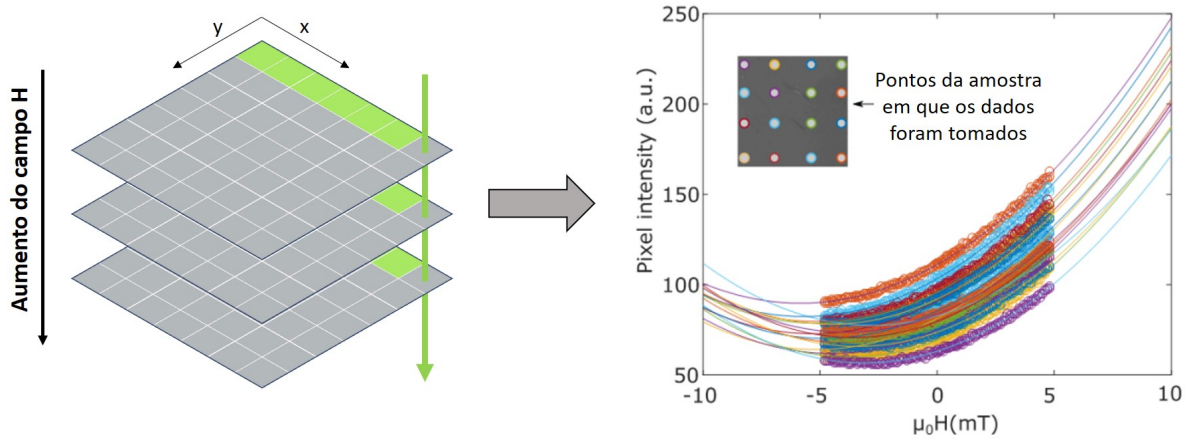 y
x
Aumento do campo H
Pixel intensity (a.u.)
250
200
150
100
50
Pontos da amostra
em que os dados
foram tomados
-10
-5
0
5
10
μ₀H(mT)